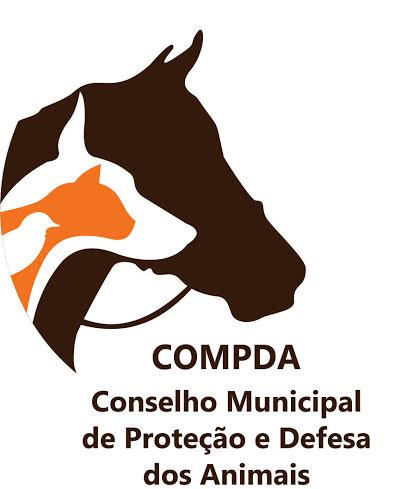 COMPDA
Conselho Municipal
de Proteção e Defesa
dos Animais